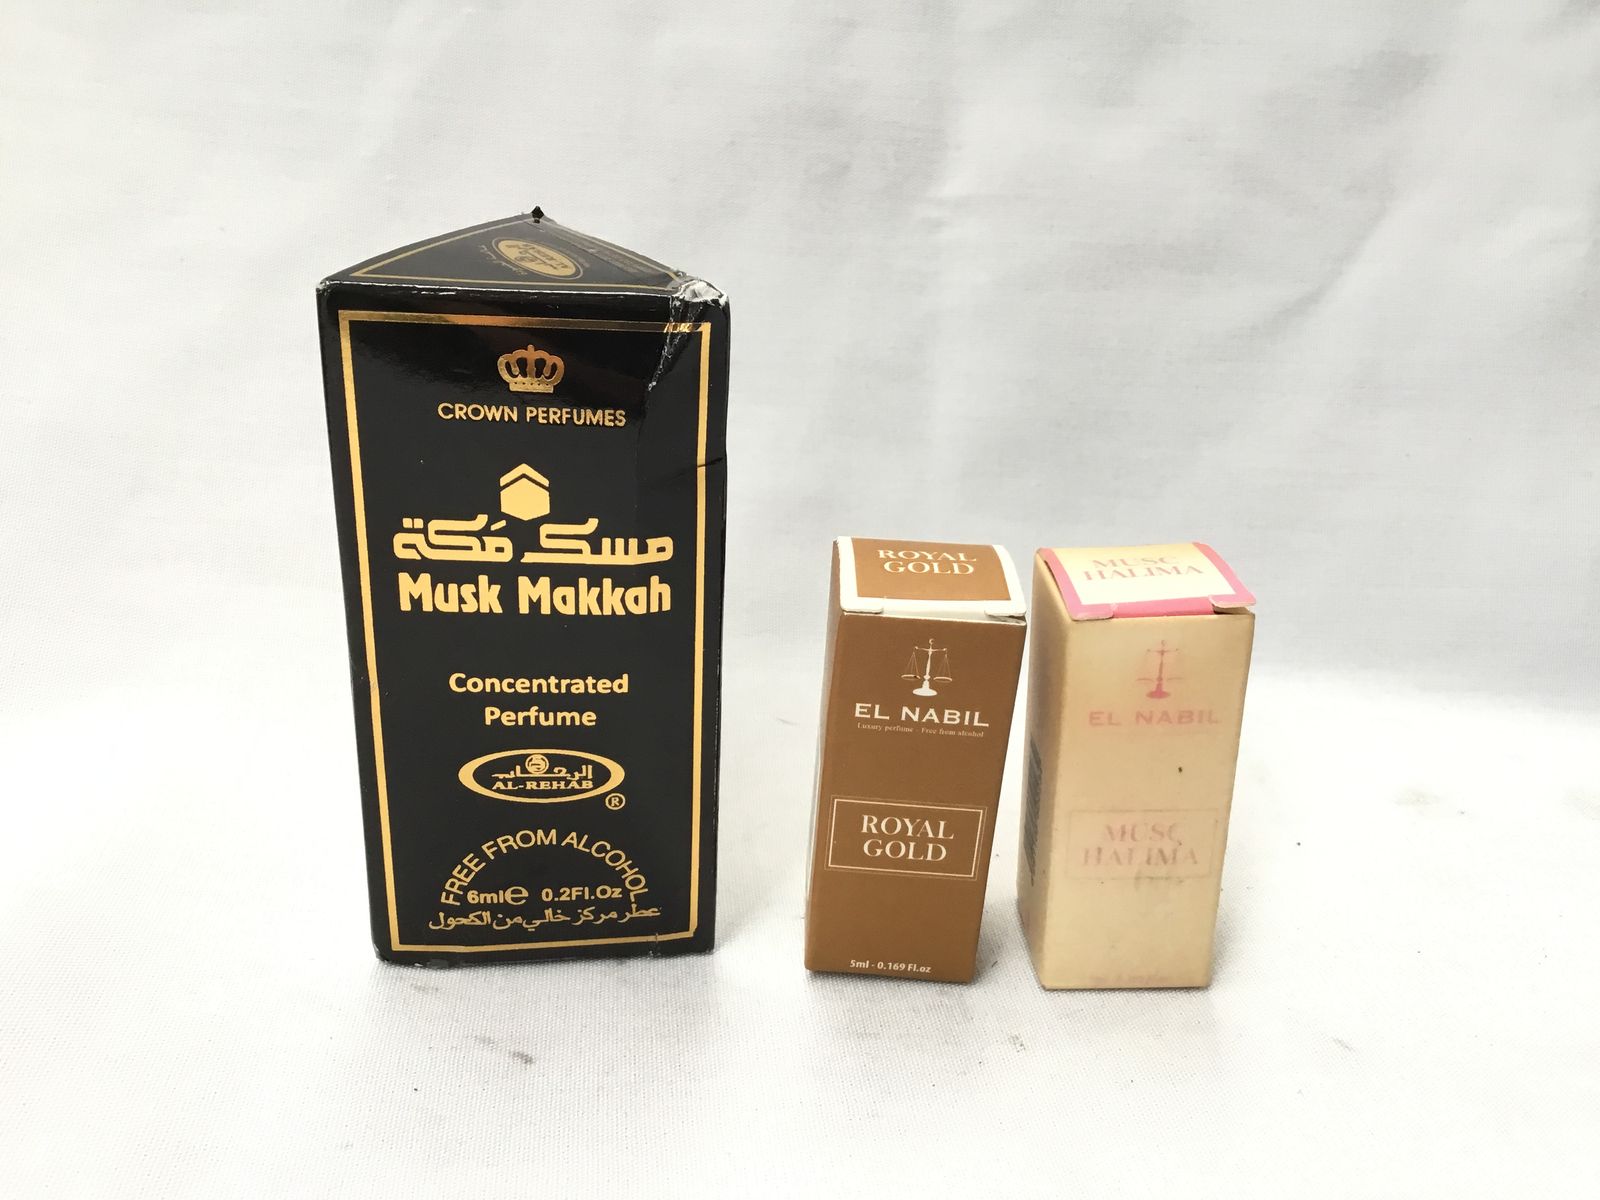 CROWN PERFUMES
مسك مَكة
Musk Makkah
Concentrated
Perfume
الرحاب
AL-REHAB
®
FREE FROM ALCOHOL
6ml℮ 0.2Fl.Oz
عطر مركز خالي من الكحول
ROYAL
GOLD
EL NABIL
Luxury perfume - Free from alcohol
ROYAL
GOLD
5ml - 0.169 Fl.oz
MUSC
HALIMA
EL NABIL
MUSC
HALIMA